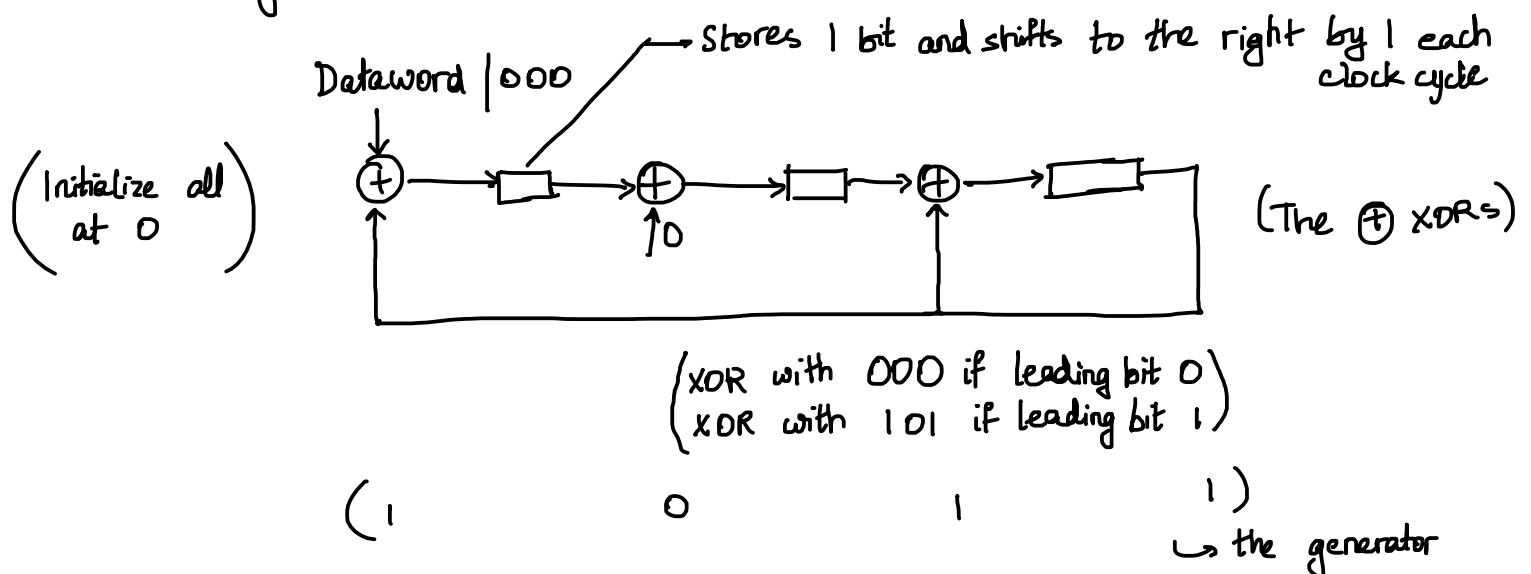 Stores 1 bit and shifts to the right by 1 each
clock cycle
Dataword | 000
(Initialize all
at 0)
0
(The ⊕ XORs)
(XOR with 000 if leading bit 0
XOR with 101 if leading bit 1)
(1 0 1 1)
↳ the generator